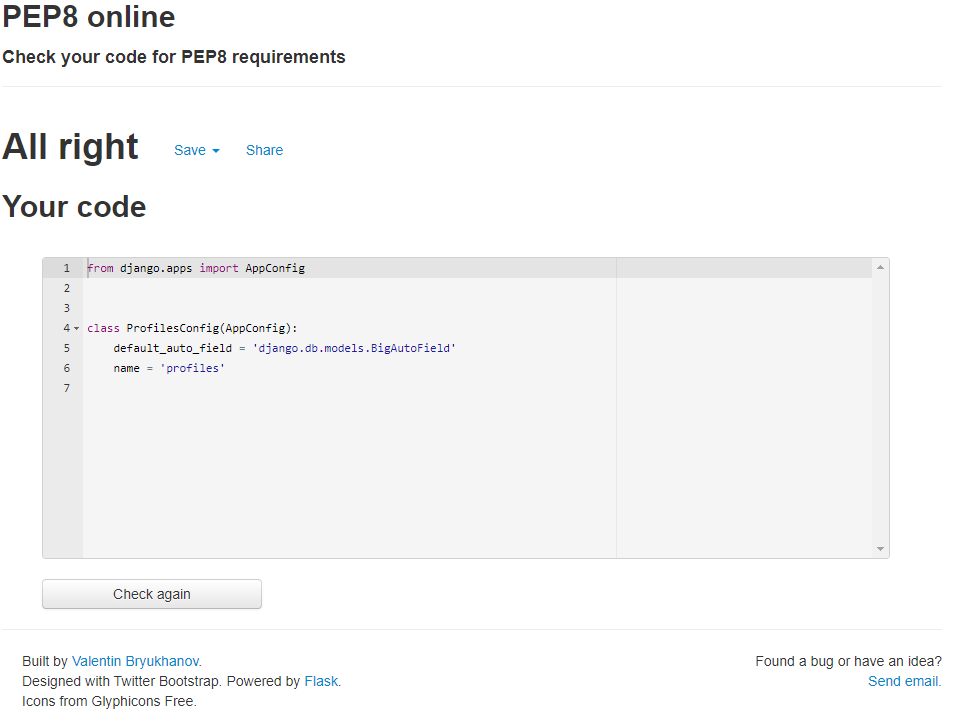 PEP8 online
Check your code for PEP8 requirements
All right Save Share
Your code
1 from django.apps import AppConfig
2
3
4 class ProfilesConfig(AppConfig):
5     default_auto_field = 'django.db.models.BigAutoField'
6     name = 'profiles'
7
Check again
Built by Valentin Bryukhanov. Found a bug or have an idea?
Designed with Twitter Bootstrap. Powered by Flask. Send email.
Icons from Glyphicons Free.